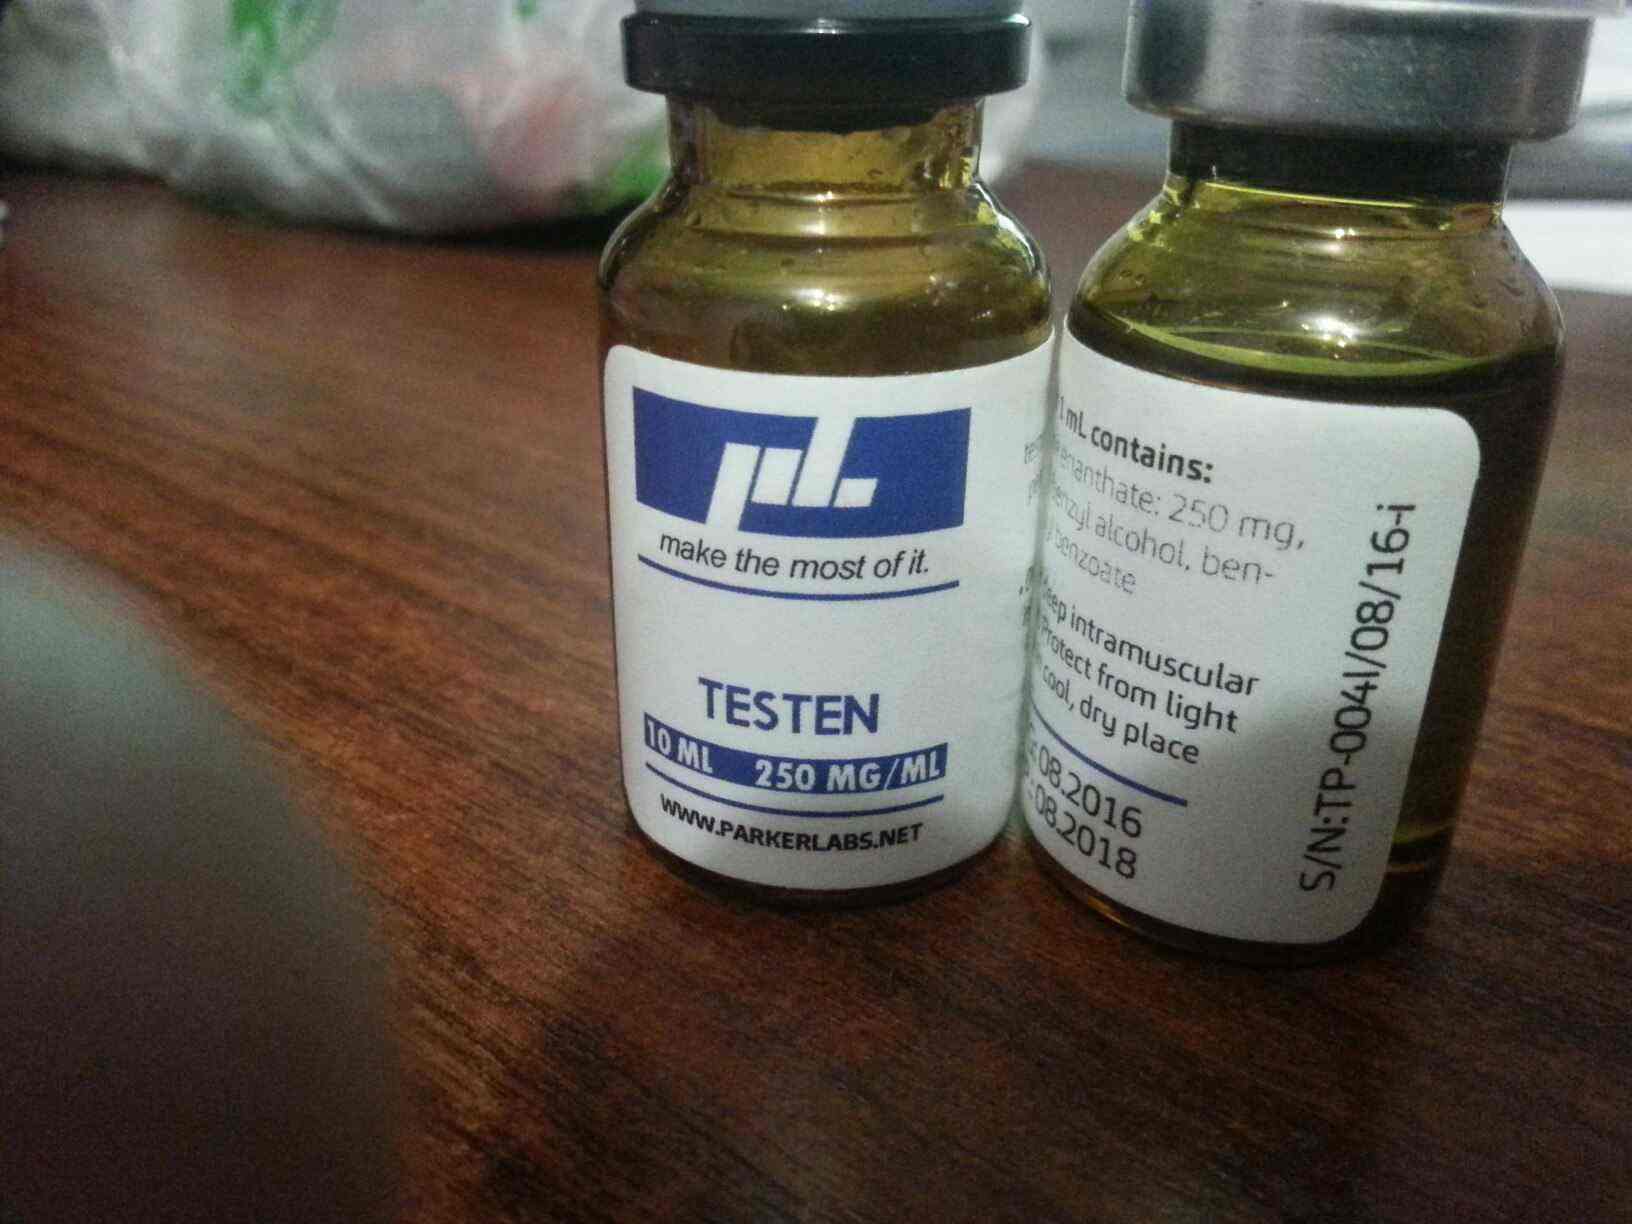 PL
make the most of it.
TESTEN
10 ML 250 MG/ML
WWW.PARKERLABS.NET
1 mL contains:
enanthate: 250 mg,
benzyl alcohol, ben-
benzoate
deep intramuscular
Protect from light
cool, dry place
08.2016
08.2018
S/N:TP-004I/08/16-i